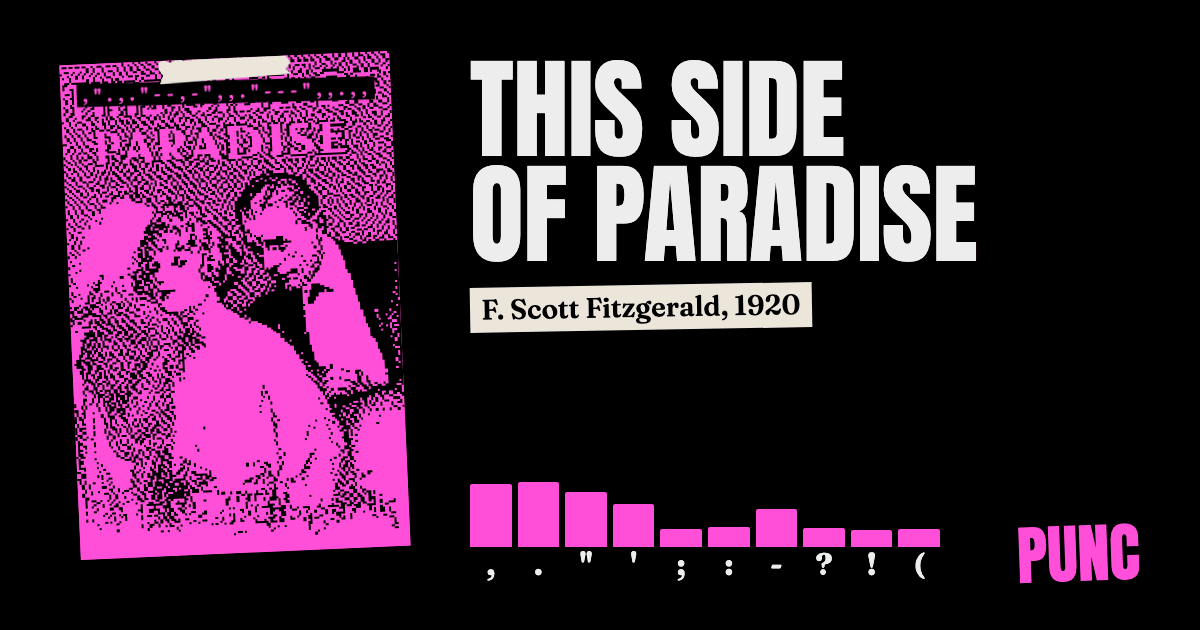 ,".,."--,-",,."---",,.,,
PARADISE
THIS SIDE
OF PARADISE
F. Scott Fitzgerald, 1920
, . " ' ; : - ? ! (
PUNC